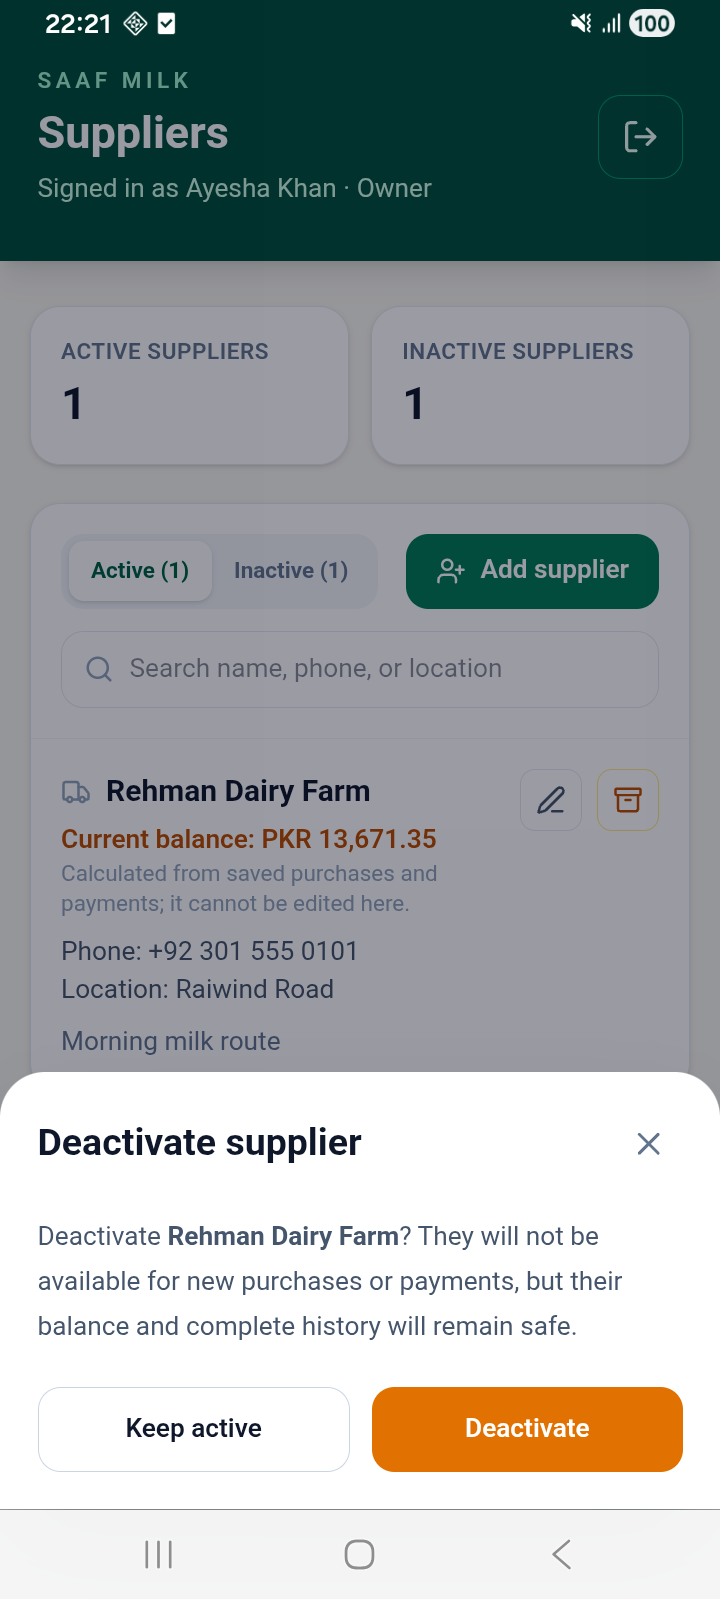 22:21
100
SAAF MILK
Suppliers
Signed in as Ayesha Khan · Owner
ACTIVE SUPPLIERS
1
INACTIVE SUPPLIERS
1
Active (1)
Inactive (1)
Add supplier
Search name, phone, or location
Rehman Dairy Farm
Current balance: PKR 13,671.35
Calculated from saved purchases and
payments; it cannot be edited here.
Phone: +92 301 555 0101
Location: Raiwind Road
Morning milk route
Deactivate supplier
Deactivate Rehman Dairy Farm? They will not be
available for new purchases or payments, but their
balance and complete history will remain safe.
Keep active
Deactivate